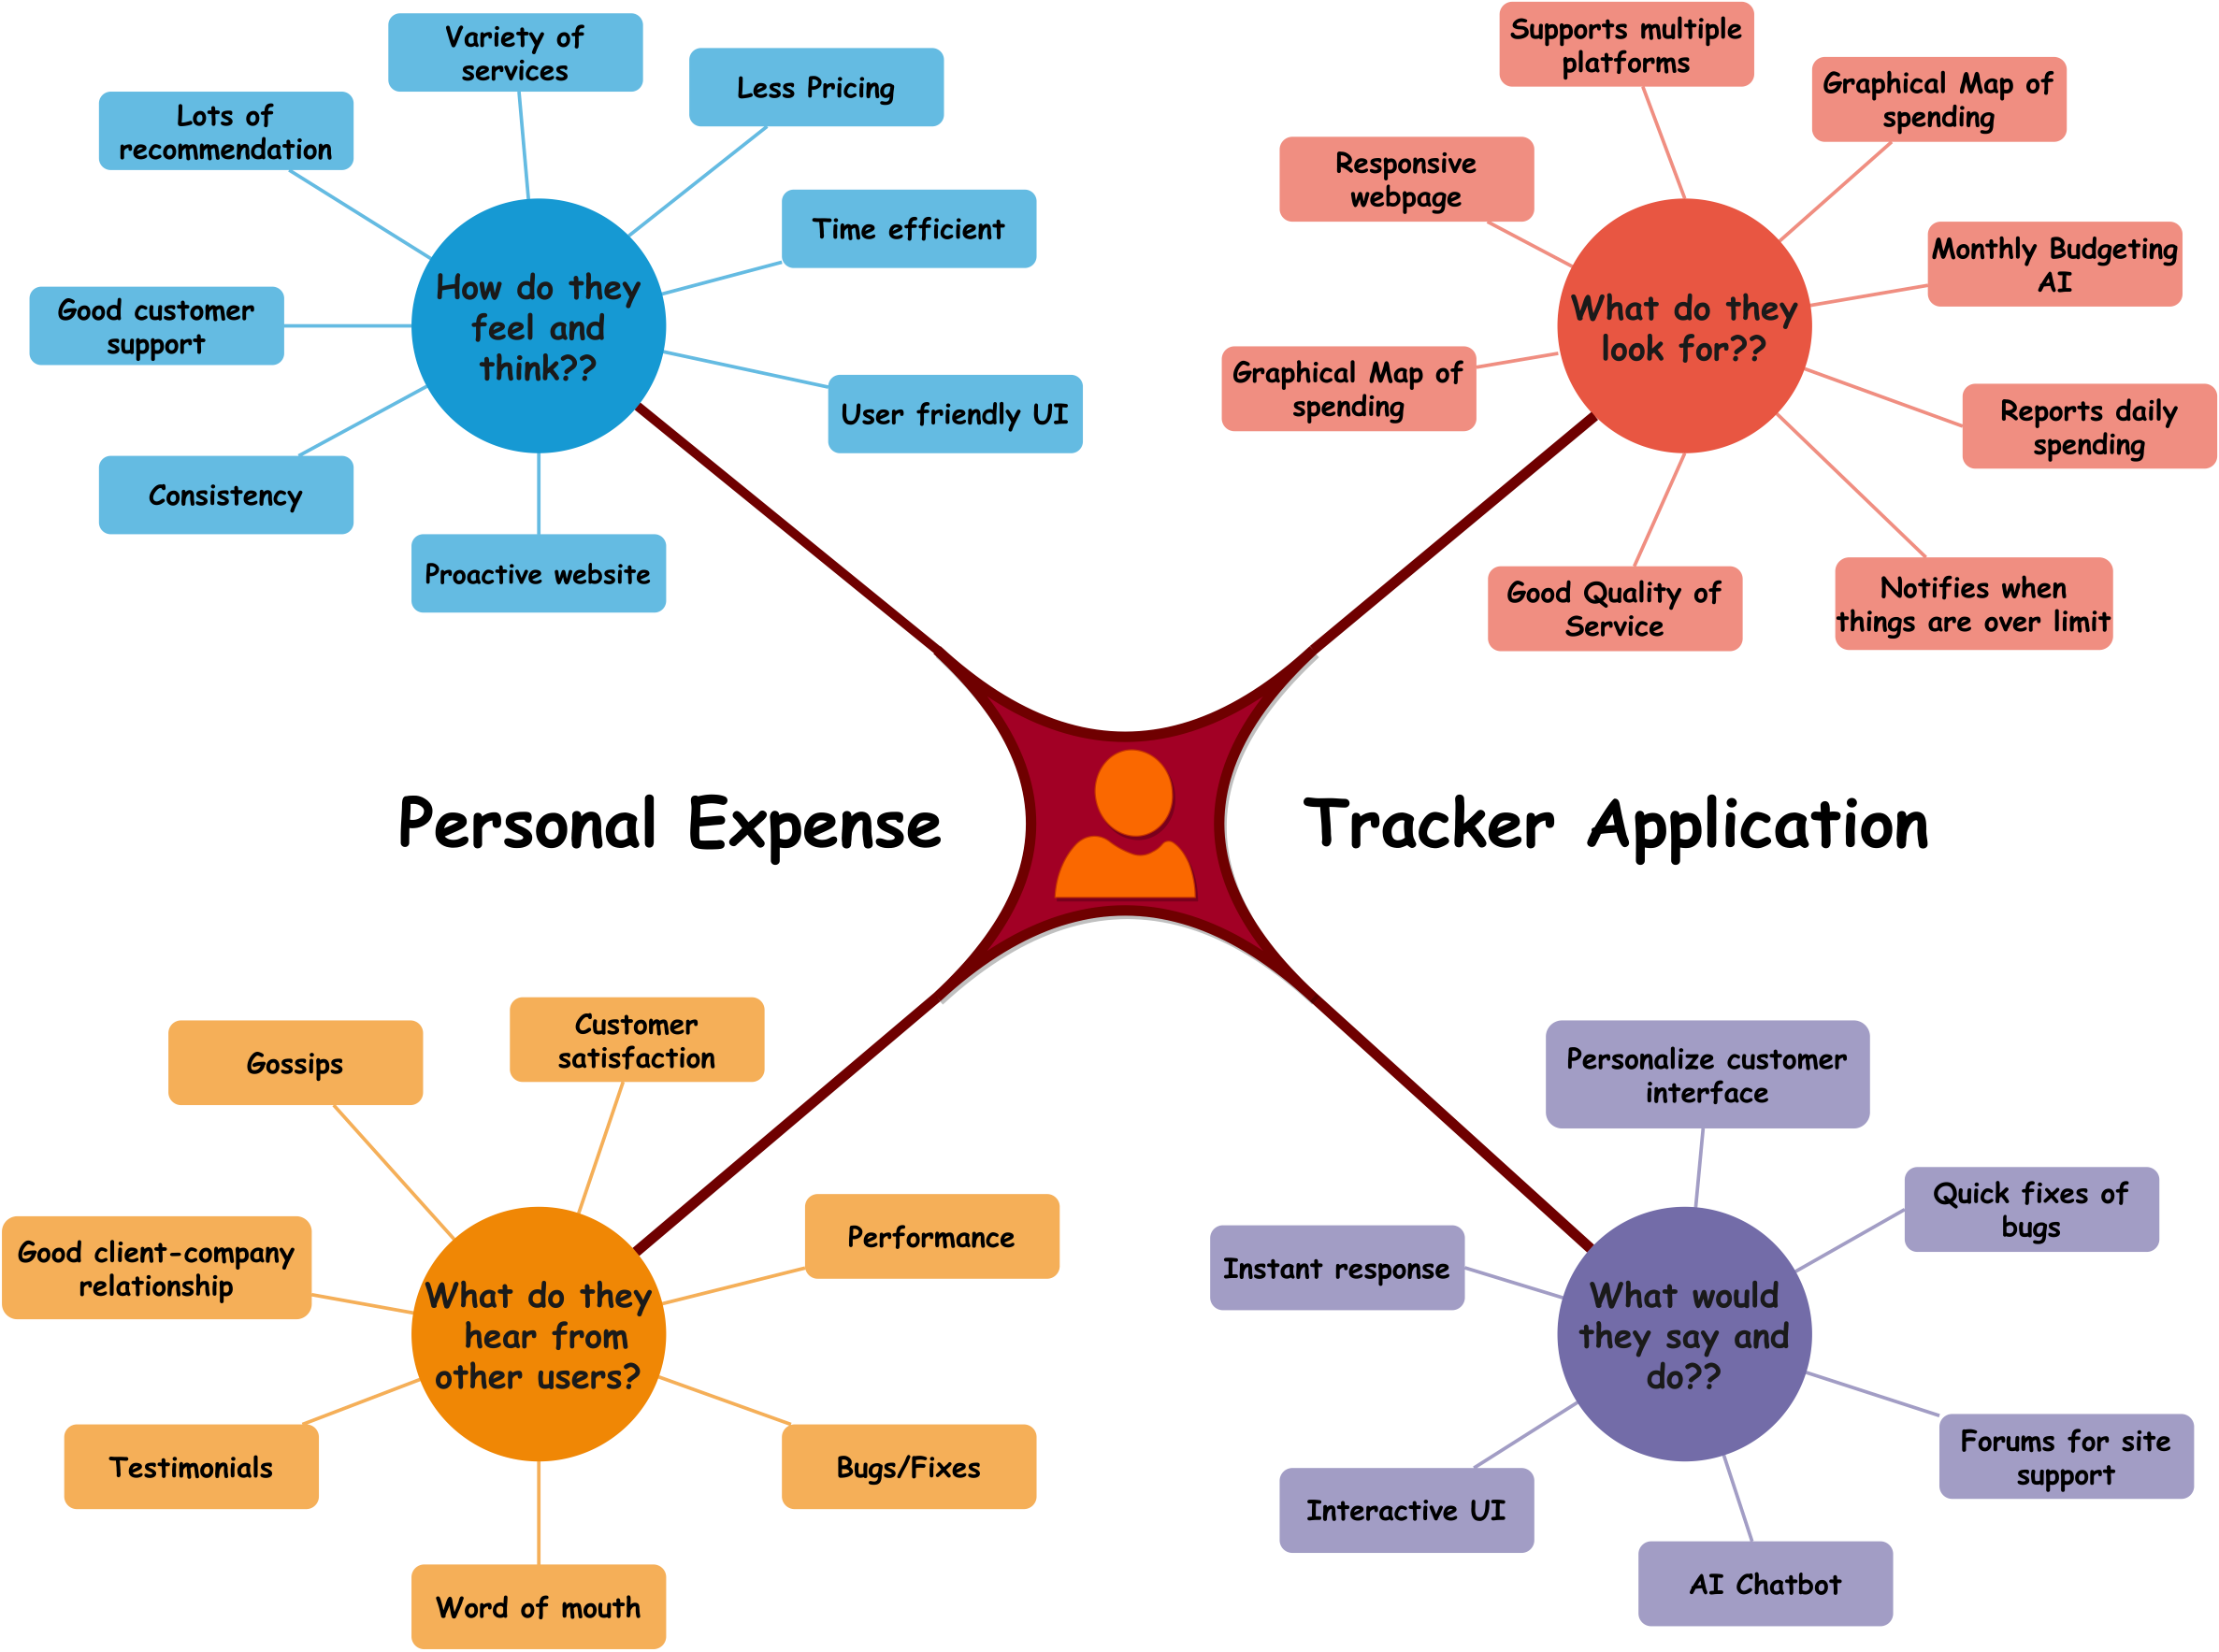 Variety of
services
Less Pricing
Lots of
recommendation
Time efficient
How do they
feel and
think??
Good customer
support
User friendly UI
Consistency
Proactive website
Supports multiple
platforms
Graphical Map of
spending
Responsive
webpage
Monthly Budgeting
AI
What do they
look for??
Graphical Map of
spending
Reports daily
spending
Good Quality of
Service
Notifies when
things are over limit
Personal Expense
Tracker Application
Customer
satisfaction
Gossips
Performance
Good client-company
relationship
What do they
hear from
other users?
Testimonials
Bugs/Fixes
Word of mouth
Personalize customer
interface
Quick fixes of
bugs
Instant response
What would
they say and
do??
Forums for site
support
Interactive UI
AI Chatbot